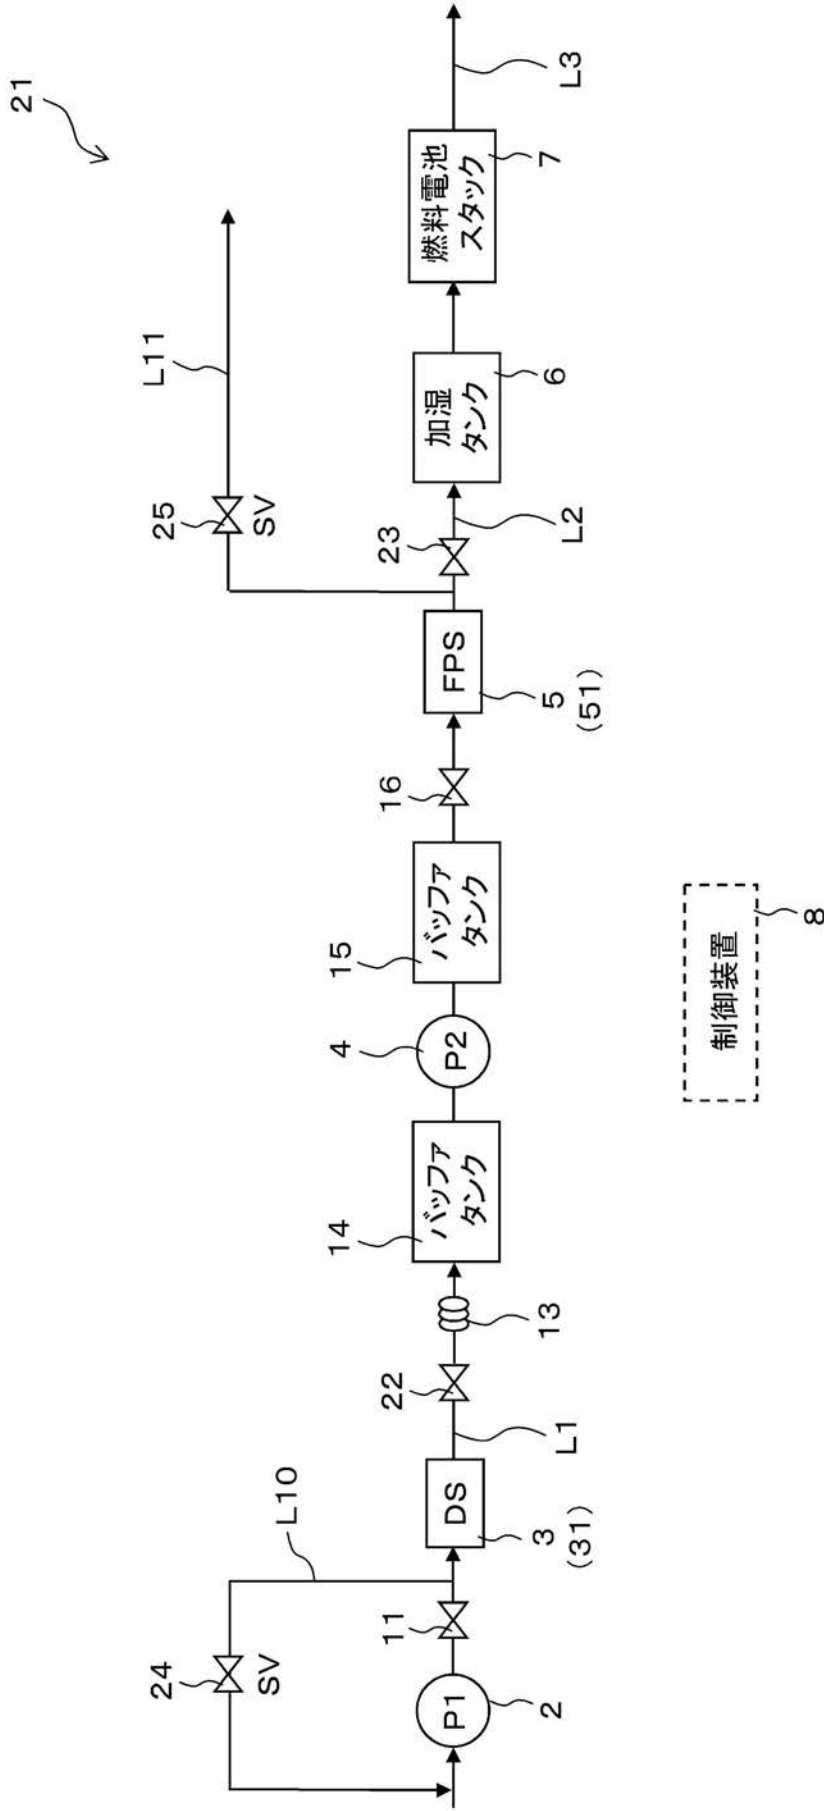 21
L10
L11
24
SV
25
SV
P1
2
11
DS
3
(31)
L1
22
13
バッファ
タンク
14
P2
4
バッファ
タンク
15
16
FPS
5
(51)
23
L2
加湿
タンク
6
燃料電池
スタック
7
L3
制御装置
8